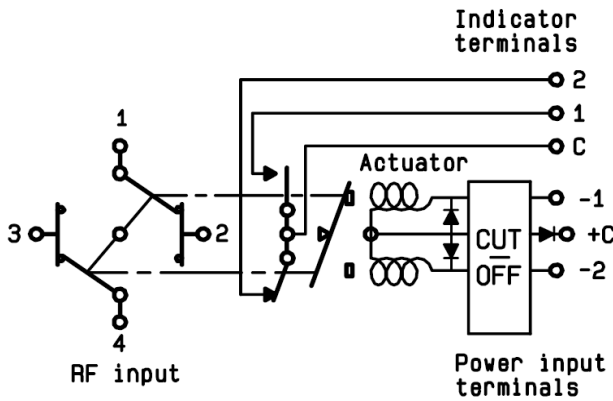 Indicator
terminals
2
1
C
1
Actuator
3
2
-1
CUT
+C
OFF
-2
4
RF input
Power input
terminals